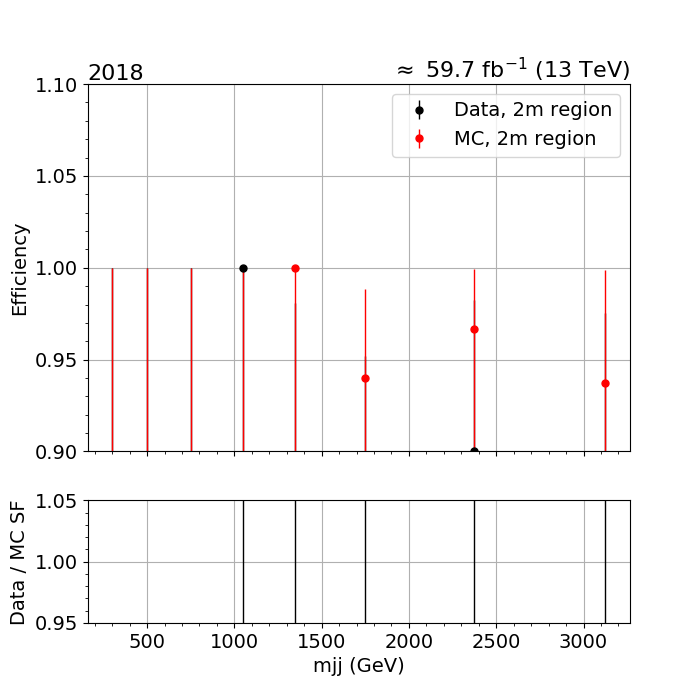 2018
≈ 59.7 fb⁻¹ (13 TeV)
1.10
1.05
1.00
0.95
0.90
Efficiency
Data, 2m region
MC, 2m region
1.05
1.00
0.95
Data / MC SF
500 1000 1500 2000 2500 3000
mjj (GeV)